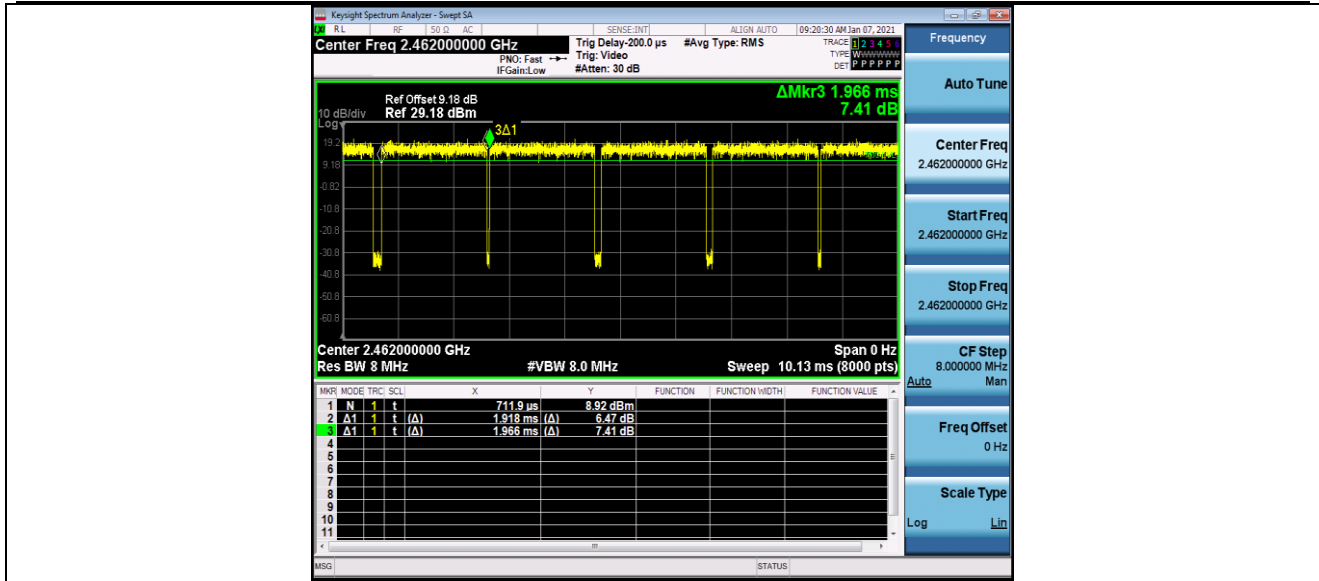 Keysight Spectrum Analyzer - Swept SA
RL RF 50 Ω AC SENSE:INT ALIGN AUTO 09:20:30 AM Jan 07, 2021
Center Freq 2.462000000 GHz Trig Delay-200.0 µs #Avg Type: RMS TRACE 1 2 3 4 5 6
PNO: Fast Trig: Video TYPE W
IFGain:Low #Atten: 30 dB DET P P P P P P
ΔMkr3 1.966 ms
7.41 dB
Ref Offset 9.18 dB
10 dB/div Ref 29.18 dBm
Log
3Δ1
19.2
9.18
-0.82
-10.8
-20.8
-30.8
-40.8
-50.8
-60.8
Center 2.462000000 GHz Span 0 Hz
Res BW 8 MHz #VBW 8.0 MHz Sweep 10.13 ms (8000 pts)
MKR MODE TRC SCL X Y FUNCTION FUNCTION WIDTH FUNCTION VALUE
1 N 1 t 711.9 µs 8.92 dBm
2 Δ1 1 t (Δ) 1.918 ms (Δ) 6.47 dB
3 Δ1 1 t (Δ) 1.966 ms (Δ) 7.41 dB
4
5
6
7
8
9
10
11
MSG STATUS
Frequency
Auto Tune
Center Freq
2.462000000 GHz
Start Freq
2.462000000 GHz
Stop Freq
2.462000000 GHz
CF Step
8.000000 MHz
Auto Man
Freq Offset
0 Hz
Scale Type
Log Lin